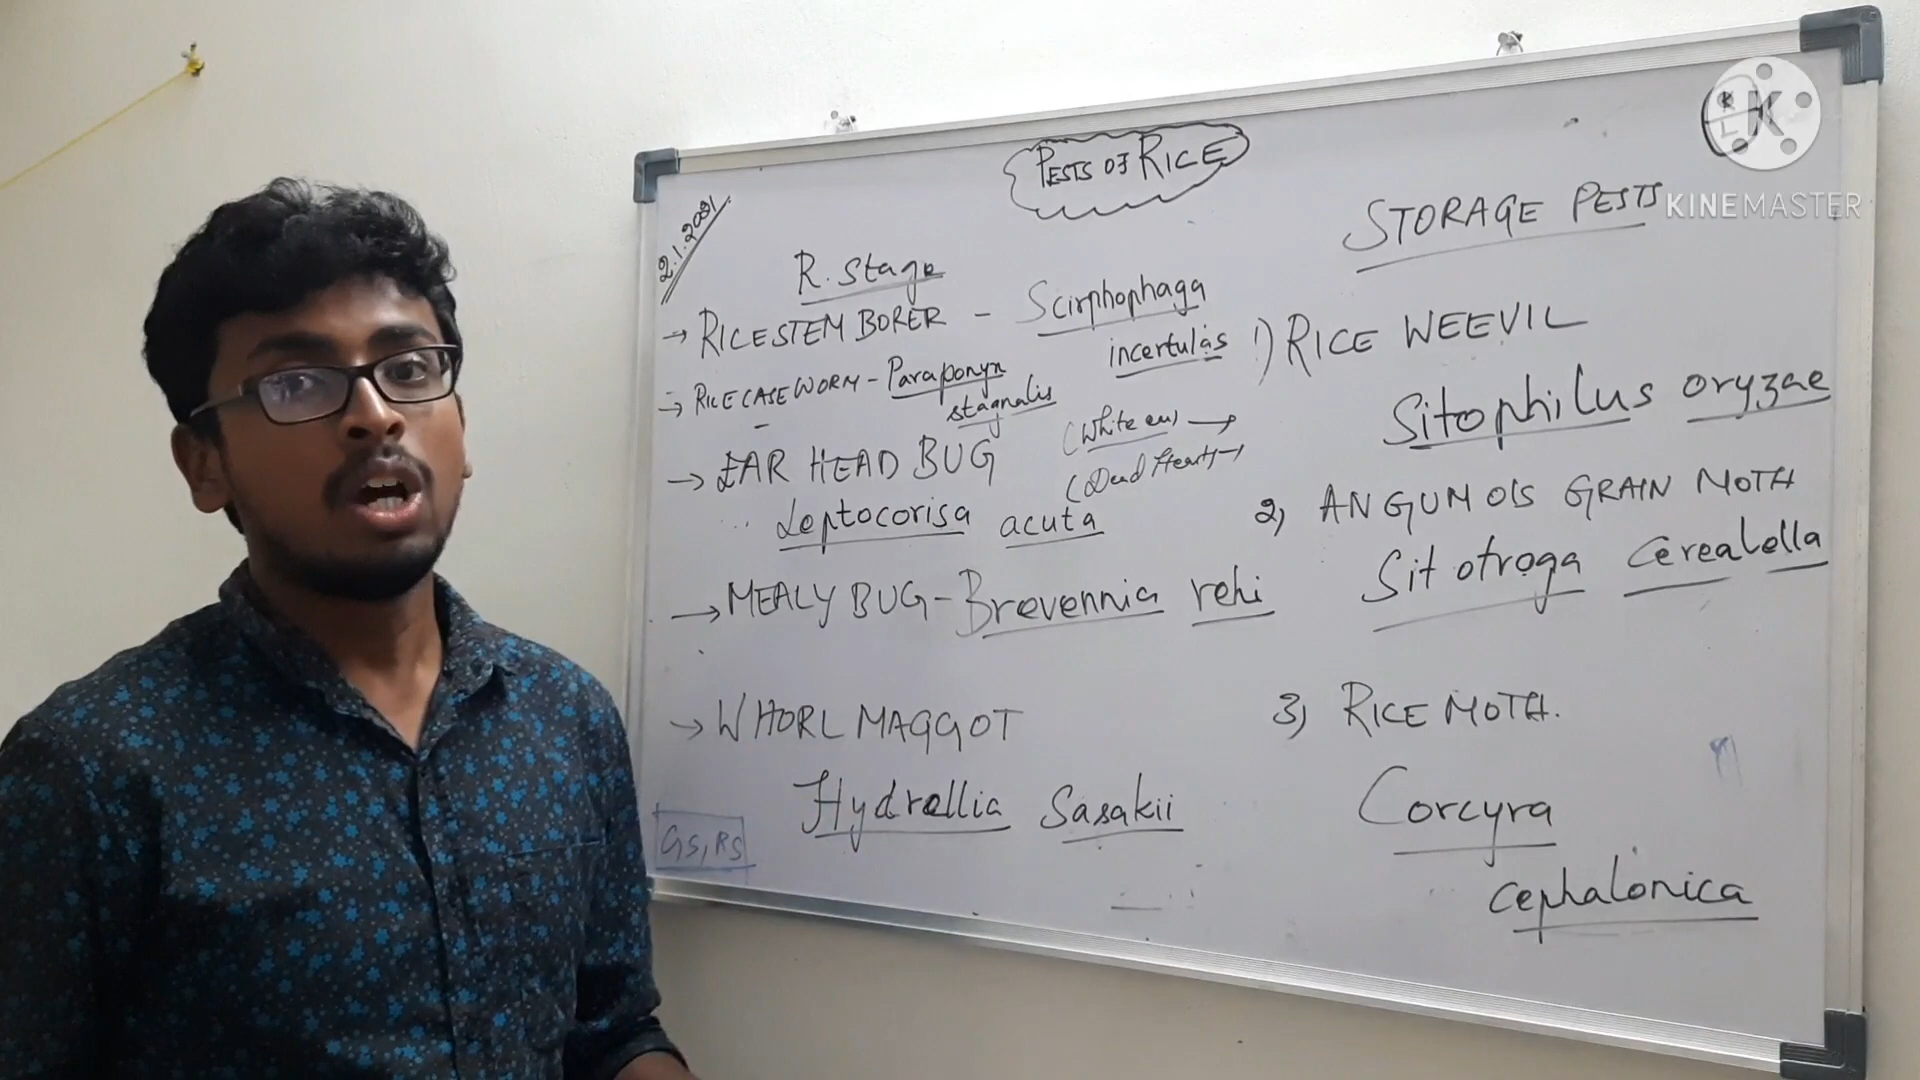 PESTS OF RICE
2.1.2021
R. Stage
→ RICE STEM BORER - Scirphophaga
incertulas
→ RICE CASE WORM - Paraponyx
stagnalis
(White ear) →
(Dead Heart) →
→ EAR HEAD BUG
Leptocorisa acuta
→ MEALY BUG - Brevennia rehi
→ WHORL MAGGOT
Hydrellia Sasakii
GS, RS
STORAGE PESTS
1) RICE WEEVIL
Sitophilus oryzae
2) ANGUMOIS GRAIN MOTH
Sitotroga cerealella
3) RICE MOTH.
Corcyra
cephalonica
K
KINEMASTER